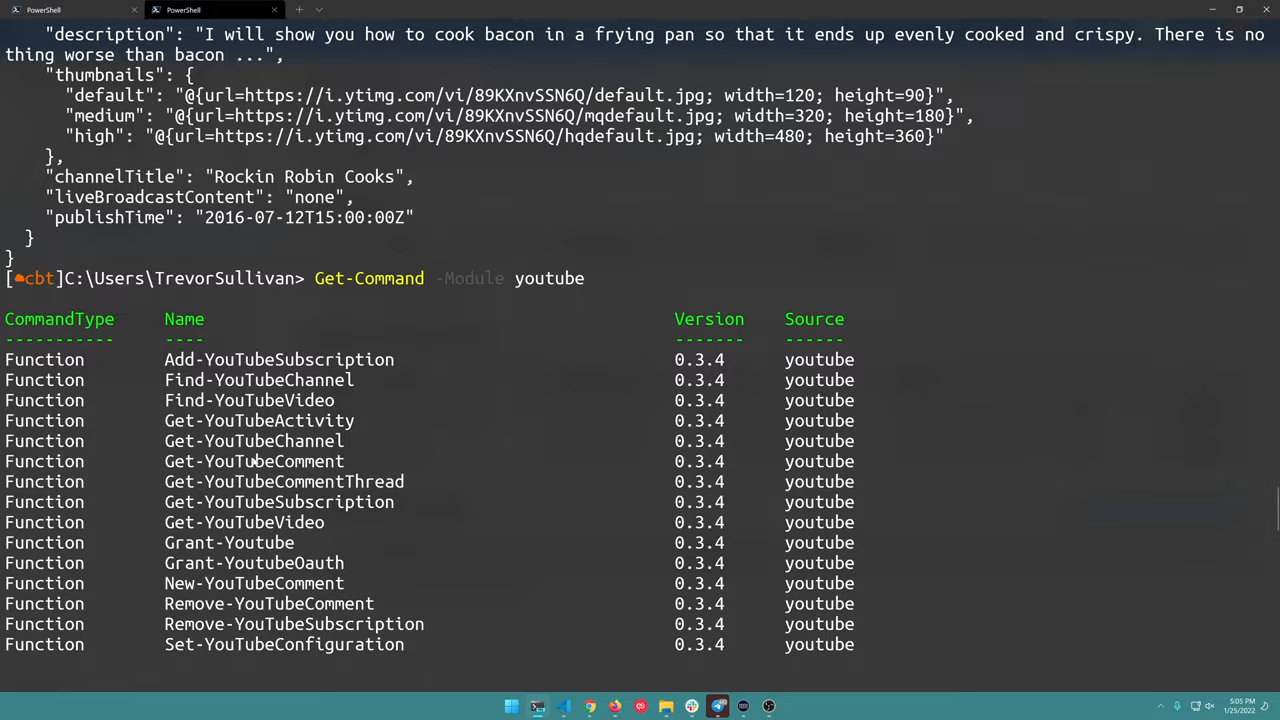 PowerShell
PowerShell
"description": "I will show you how to cook bacon in a frying pan so that it ends up evenly cooked and crispy. There is no
thing worse than bacon ...",
"thumbnails": {
"default": "@{url=https://i.ytimg.com/vi/89KXnvSSN6Q/default.jpg; width=120; height=90}",
"medium": "@{url=https://i.ytimg.com/vi/89KXnvSSN6Q/mqdefault.jpg; width=320; height=180}",
"high": "@{url=https://i.ytimg.com/vi/89KXnvSSN6Q/hqdefault.jpg; width=480; height=360}"
},
"channelTitle": "Rockin Robin Cooks",
"liveBroadcastContent": "none",
"publishTime": "2016-07-12T15:00:00Z"
}
}
[cbt]C:\Users\TrevorSullivan> Get-Command -Module youtube
CommandType Name Version Source
----------- ---- ------- ------
Function Add-YouTubeSubscription 0.3.4 youtube
Function Find-YouTubeChannel 0.3.4 youtube
Function Find-YouTubeVideo 0.3.4 youtube
Function Get-YouTubeActivity 0.3.4 youtube
Function Get-YouTubeChannel 0.3.4 youtube
Function Get-YouTubeComment 0.3.4 youtube
Function Get-YouTubeCommentThread 0.3.4 youtube
Function Get-YouTubeSubscription 0.3.4 youtube
Function Get-YouTubeVideo 0.3.4 youtube
Function Grant-Youtube 0.3.4 youtube
Function Grant-YoutubeOauth 0.3.4 youtube
Function New-YouTubeComment 0.3.4 youtube
Function Remove-YouTubeComment 0.3.4 youtube
Function Remove-YouTubeSubscription 0.3.4 youtube
Function Set-YouTubeConfiguration 0.3.4 youtube
5:05 PM
1/25/2022